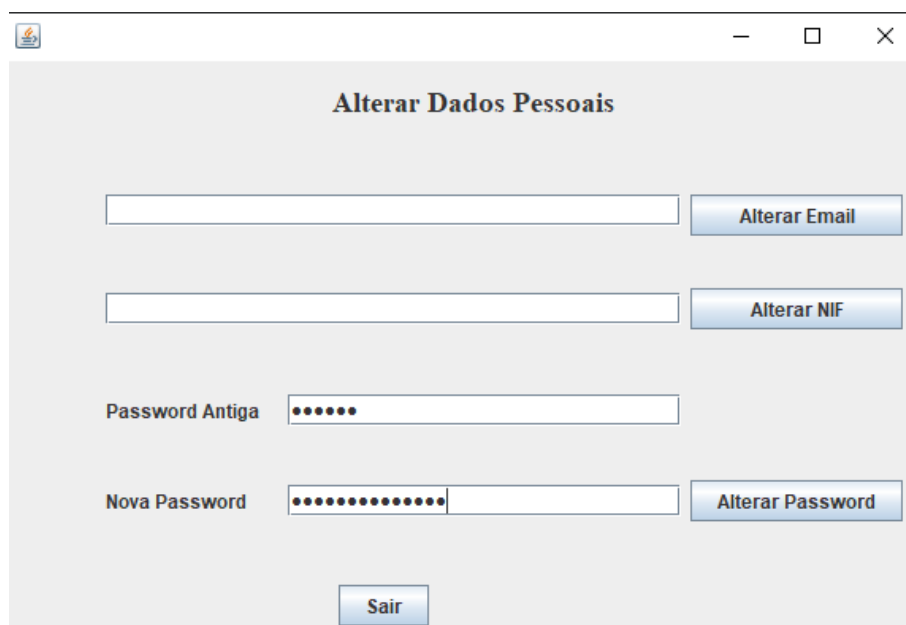 Alterar Dados Pessoais
Alterar Email
Alterar NIF
Password Antiga ••••••
Nova Password •••••••••••••• Alterar Password
Sair